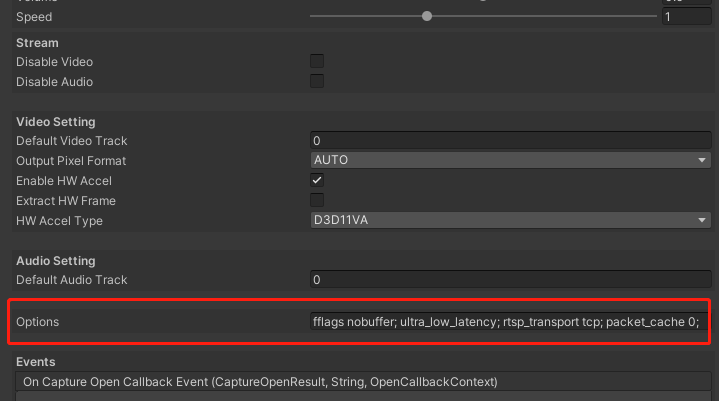 Speed 1
Stream
Disable Video
Disable Audio
Video Setting
Default Video Track 0
Output Pixel Format AUTO
Enable HW Accel
Extract HW Frame
HW Accel Type D3D11VA
Audio Setting
Default Audio Track 0
Options fflags nobuffer; ultra_low_latency; rtsp_transport tcp; packet_cache 0;
Events
On Capture Open Callback Event (CaptureOpenResult, String, OpenCallbackContext)